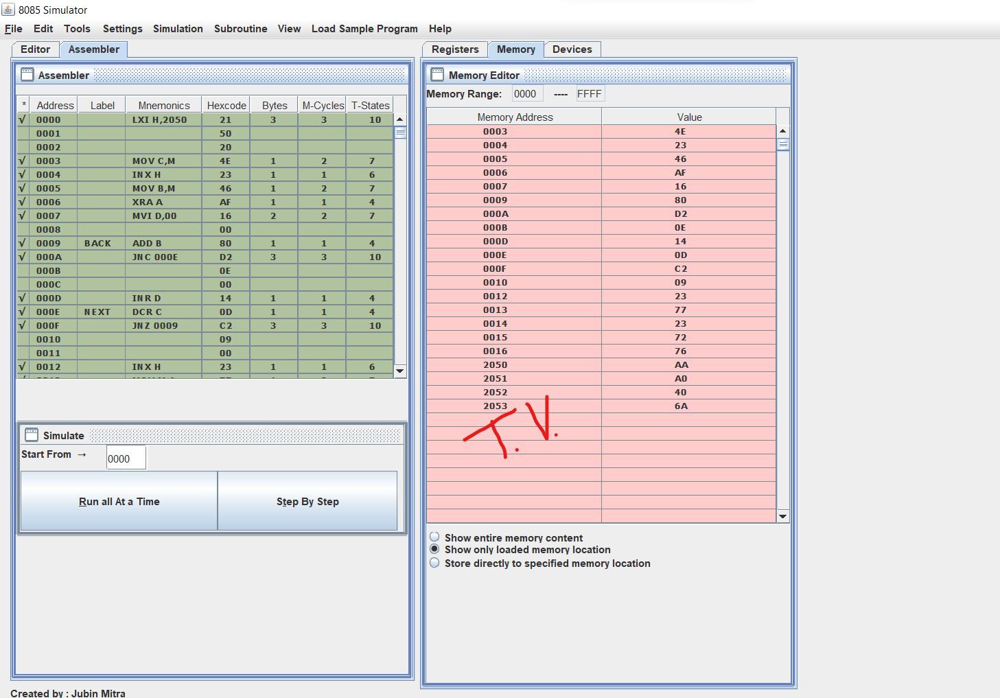 8085 Simulator
File Edit Tools Settings Simulation Subroutine View Load Sample Program Help
Editor Assembler
Assembler
* Address Label Mnemonics Hexcode Bytes M-Cycles T-States
√ 0000 LXI H,2050 21 3 3 10
0001 50
0002 20
√ 0003 MOV C,M 4E 1 2 7
√ 0004 INX H 23 1 1 6
√ 0005 MOV B,M 46 1 2 7
√ 0006 XRA A AF 1 1 4
√ 0007 MVI D,00 16 2 2 7
0008 00
√ 0009 BACK ADD B 80 1 1 4
√ 000A JNC 000E D2 3 3 10
000B 0E
000C 00
√ 000D INR D 14 1 1 4
√ 000E NEXT DCR C 0D 1 1 4
√ 000F JNZ 0009 C2 3 3 10
0010 09
0011 00
√ 0012 INX H 23 1 1 6
Simulate
Start From → 0000
Run all At a Time Step By Step
Created by : Jubin Mitra
Registers Memory Devices
Memory Editor
Memory Range: 0000 ---- FFFF
Memory Address Value
0003 4E
0004 23
0005 46
0006 AF
0007 16
0009 80
000A D2
000B 0E
000D 14
000E 0D
000F C2
0010 09
0012 23
0013 77
0014 23
0015 72
0016 76
2050 AA
2051 A0
2052 40
2053 6A
T.V.
Show entire memory content
Show only loaded memory location
Store directly to specified memory location